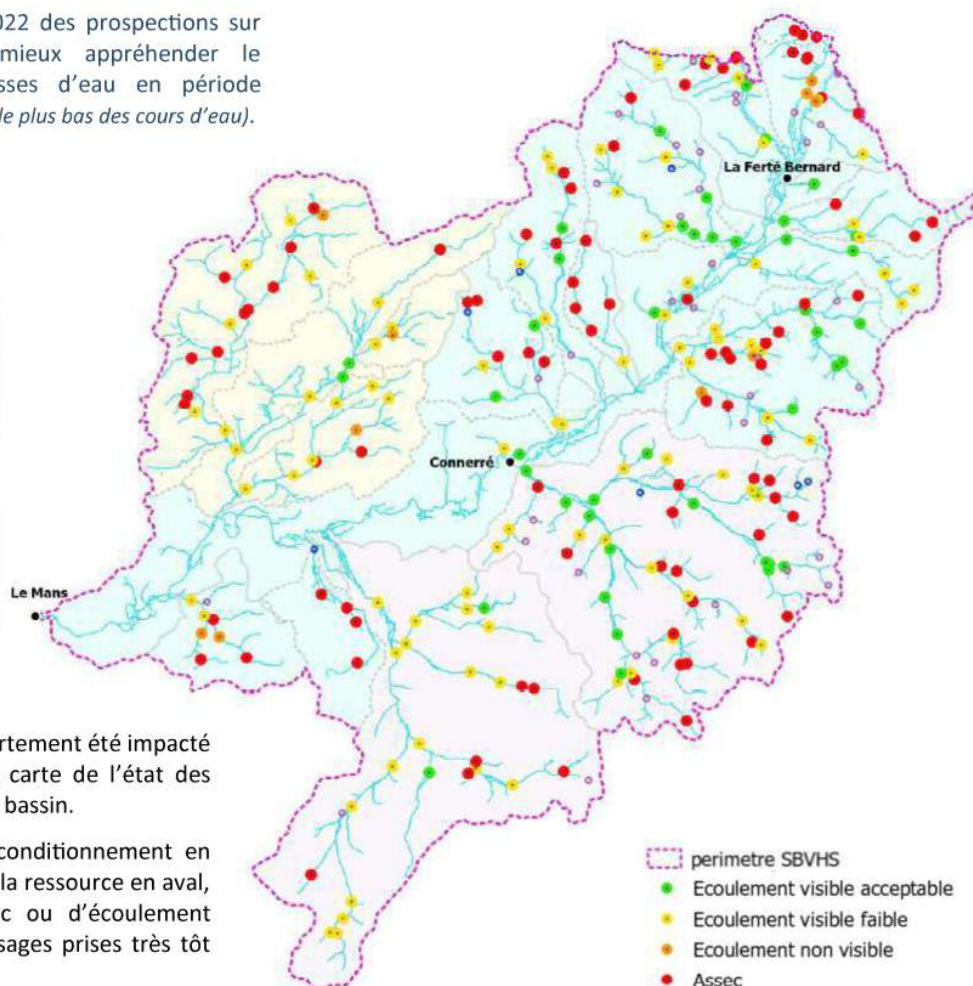 022 des prospections sur
mieux appréhender le
sses d'eau en période
le plus bas des cours d'eau).
La Ferté Bernard
Connerré
Le Mans
rtement été impacté
carte de l'état des
bassin.
conditionnement en
la ressource en aval,
c ou d'écoulement
sages prises très tôt
perimetre SBVHS
Ecoulement visible acceptable
Ecoulement visible faible
Ecoulement non visible
Assec